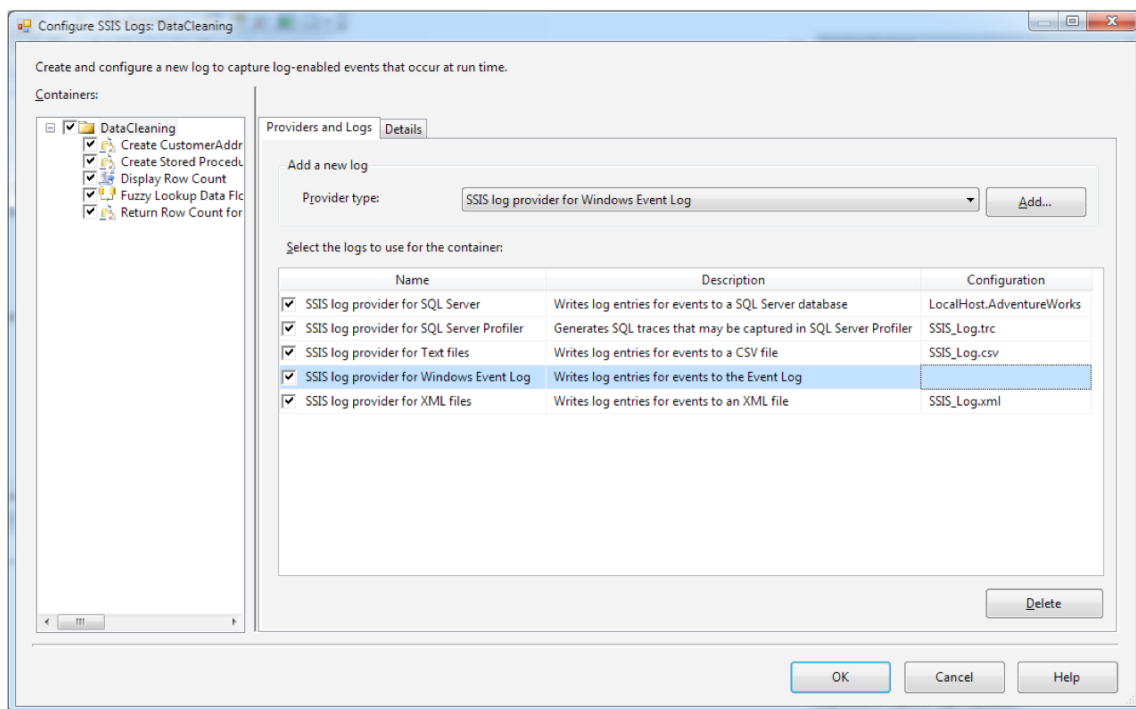 Configure SSIS Logs: DataCleaning
Create and configure a new log to capture log-enabled events that occur at run time.
Containers:
DataCleaning
Create CustomerAddr
Create Stored Procedu
Display Row Count
Fuzzy Lookup Data Flo
Return Row Count for
Providers and Logs Details
Add a new log
Provider type: SSIS log provider for Windows Event Log Add...
Select the logs to use for the container:
Name Description Configuration
SSIS log provider for SQL Server Writes log entries for events to a SQL Server database LocalHost.AdventureWorks
SSIS log provider for SQL Server Profiler Generates SQL traces that may be captured in SQL Server Profiler SSIS_Log.trc
SSIS log provider for Text files Writes log entries for events to a CSV file SSIS_Log.csv
SSIS log provider for Windows Event Log Writes log entries for events to the Event Log
SSIS log provider for XML files Writes log entries for events to an XML file SSIS_Log.xml
Delete
OK Cancel Help